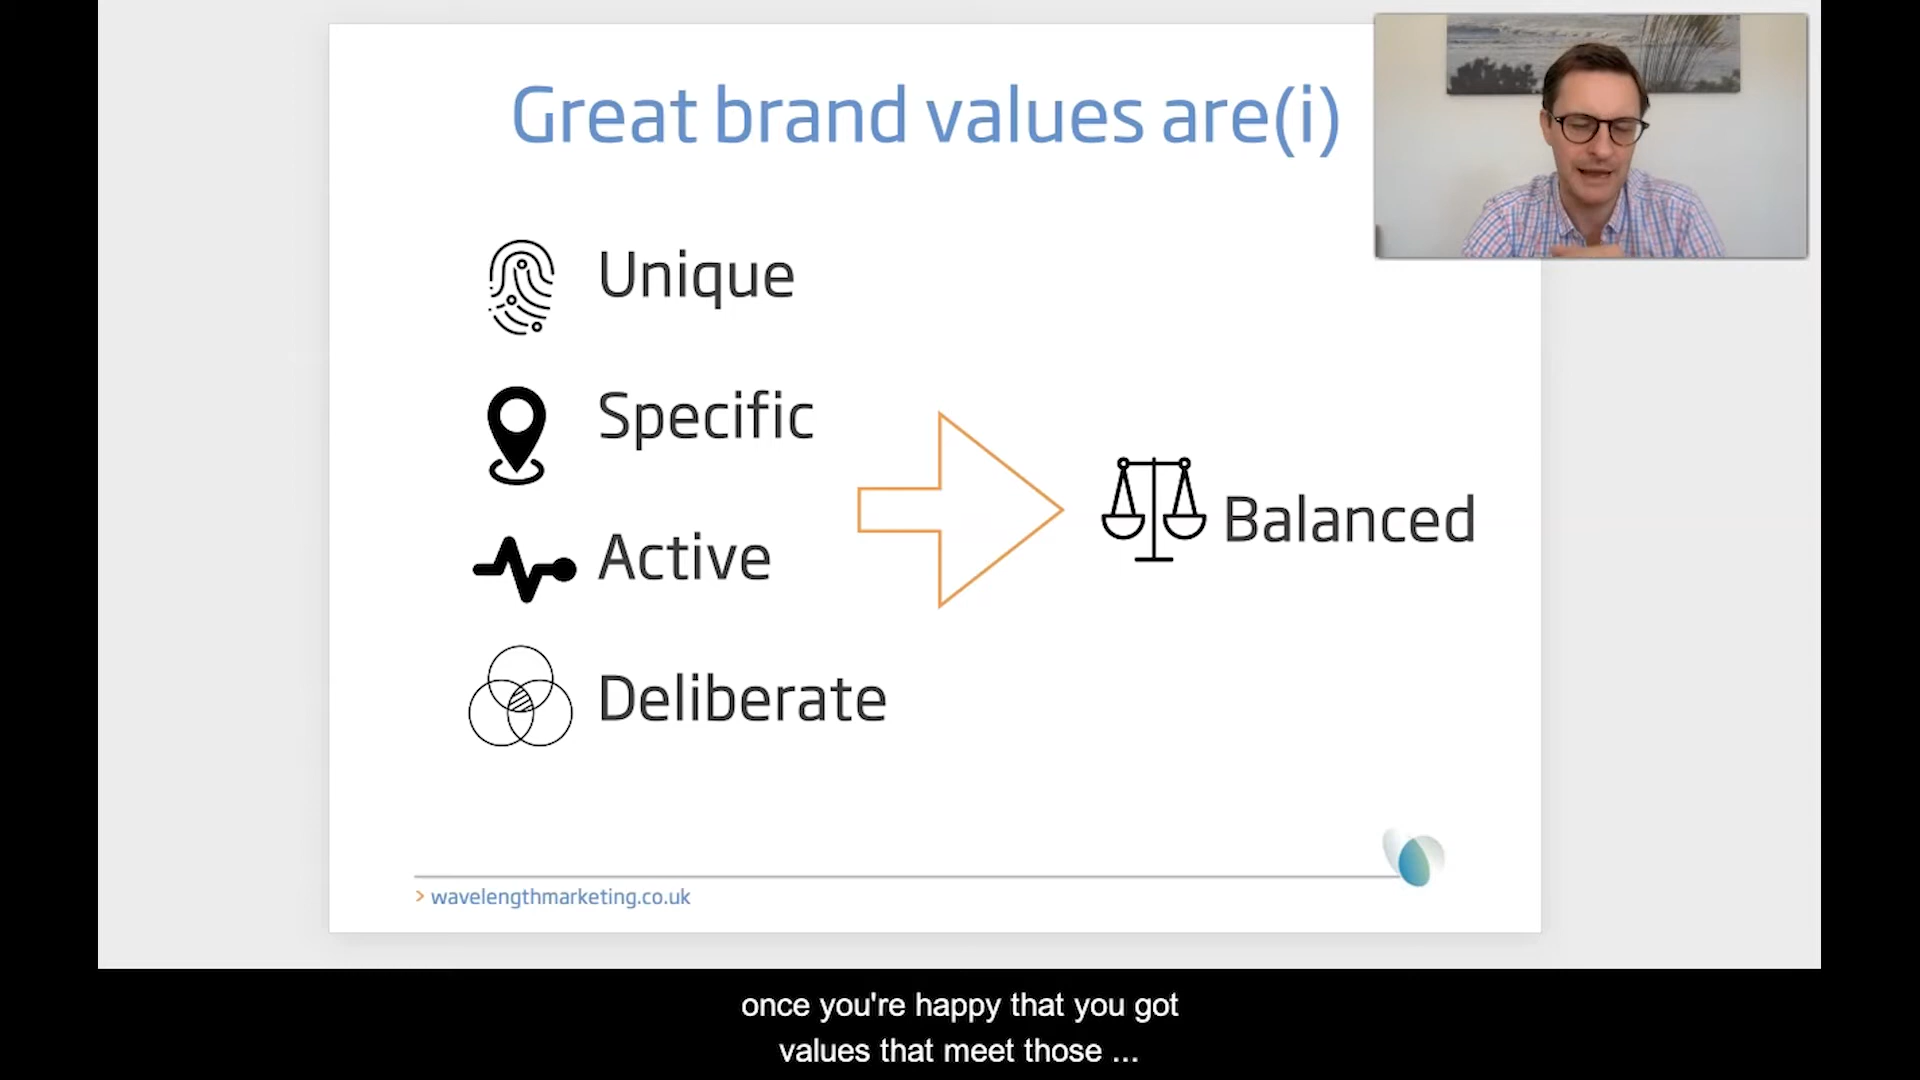 Great brand values are(i)
Unique
Specific
Active
Deliberate
Balanced
> wavelengthmarketing.co.uk
once you're happy that you got
values that meet those ...